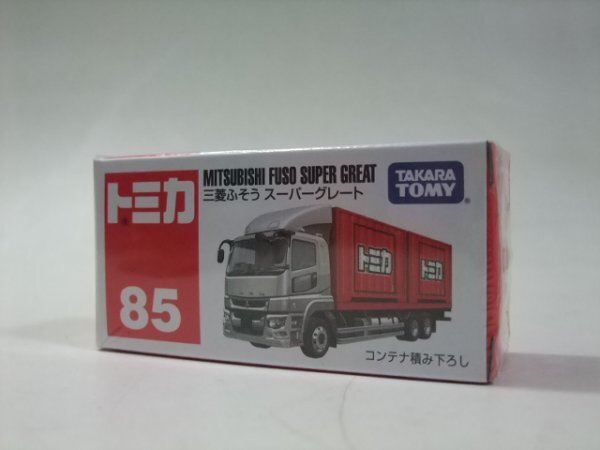 トミカ
85
MITSUBISHI FUSO SUPER GREAT
三菱ふそう スーパーグレート
TAKARA
TOMY
トミカ
トミカ
コンテナ積み下ろし